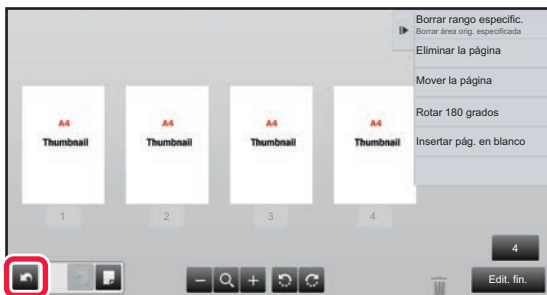 Borrar rango especific.
Borrar área orig. especificada
Eliminar la página
Mover la página
Rotar 180 grados
Insertar pág. en blanco
A4 A4 A4 A4
Thumbnail Thumbnail Thumbnail Thumbnail
1 2 3 4
4
Edit. fin.